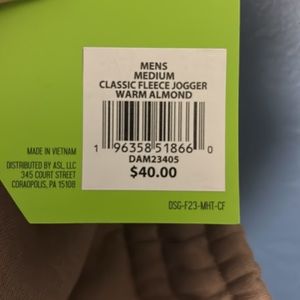 MENS
MEDIUM
CLASSIC FLEECE JOGGER
WARM ALMOND
1 96358 51866 0
DAM23405
$40.00
MADE IN VIETNAM
DISTRIBUTED BY ASL, LLC
345 COURT STREET
CORAOPOLIS, PA 15108
DSG-F23-MHT-CF